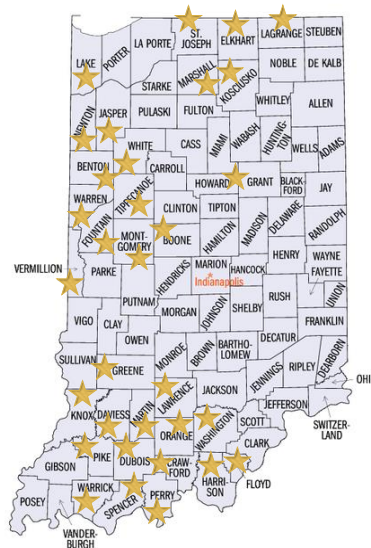 ST.
JOSEPH
ELKHART
LAGRANGE
STEUBEN
LA PORTE
PORTER
LAKE
NOBLE
DE KALB
MARSHALL
KOSCIUSKO
STARKE
WHITLEY
ALLEN
NEWTON
JASPER
PULASKI
FULTON
MIAMI
WABASH
HUNTING-
TON
WELLS
ADAMS
WHITE
CASS
BENTON
CARROLL
HOWARD
GRANT
BLACK-
FORD
JAY
WARREN
TIPPECANOE
CLINTON
TIPTON
DELAWARE
RANDOLPH
FOUNTAIN
MONT-
GOMERY
BOONE
HAMILTON
MADISON
HENRY
WAYNE
FAYETTE
VERMILLION
PARKE
HENDRICKS
MARION
Indianapolis
HANCOCK
RUSH
UNION
PUTNAM
MORGAN
JOHNSON
SHELBY
FRANKLIN
VIGO
CLAY
OWEN
MONROE
BROWN
BARTHO-
LOMEW
DECATUR
DEARBORN
SULLIVAN
GREENE
JENNINGS
RIPLEY
OHI
LAWRENCE
JACKSON
JEFFERSON
SWITZER-
LAND
KNOX
DAVIESS
MARTIN
ORANGE
WASHINGTON
SCOTT
CLARK
GIBSON
PIKE
DUBOIS
CRAW-
FORD
HARRI-
SON
FLOYD
POSEY
WARRICK
SPENCER
PERRY
VANDER-
BURGH